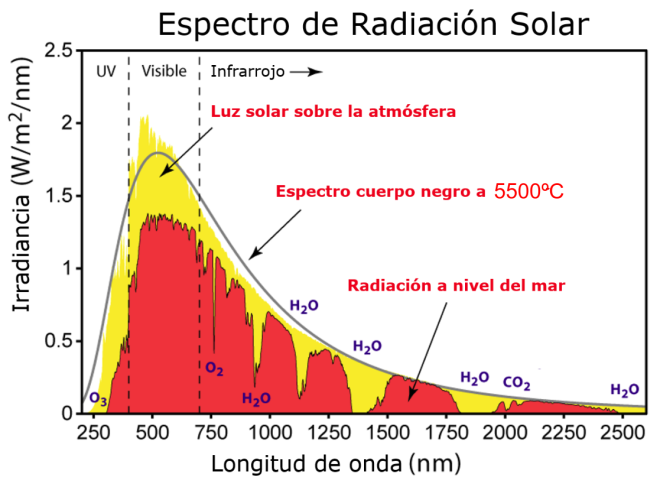 Espectro de Radiación Solar
Irradiancia (W/m²/nm)
2.5
2
1.5
1
0.5
0
UV
Visible
Infrarrojo
Luz solar sobre la atmósfera
Espectro cuerpo negro a 5500ºC
Radiación a nivel del mar
H₂O
H₂O
H₂O
CO₂
H₂O
O₂
O₃
H₂O
250 500 750 1000 1250 1500 1750 2000 2250 2500
Longitud de onda (nm)